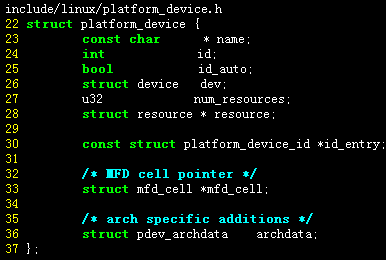 include/linux/platform_device.h
22 struct platform_device {
23         const char      * name;
24         int             id;
25         bool            id_auto;
26         struct device   dev;
27         u32             num_resources;
28         struct resource * resource;
29
30         const struct platform_device_id *id_entry;
31
32         /* MFD cell pointer */
33         struct mfd_cell *mfd_cell;
34
35         /* arch specific additions */
36         struct pdev_archdata    archdata;
37 };